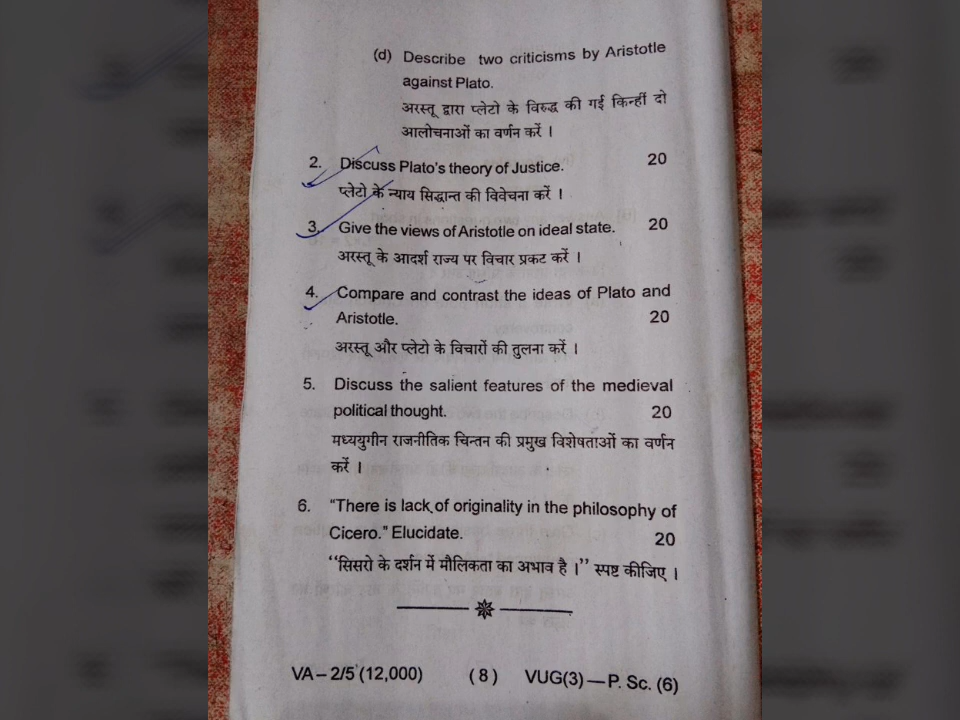 (d) Describe two criticisms by Aristotle
against Plato.
अरस्तू द्वारा प्लेटो के विरुद्ध की गई किन्हीं दो
आलोचनाओं का वर्णन करें ।
2. Discuss Plato's theory of Justice. 20
प्लेटो के न्याय सिद्धान्त की विवेचना करें ।
3. Give the views of Aristotle on ideal state. 20
अरस्तू के आदर्श राज्य पर विचार प्रकट करें ।
4. Compare and contrast the ideas of Plato and
Aristotle. 20
अरस्तू और प्लेटो के विचारों की तुलना करें ।
5. Discuss the salient features of the medieval
political thought. 20
मध्ययुगीन राजनीतिक चिन्तन की प्रमुख विशेषताओं का वर्णन
करें ।
6. "There is lack of originality in the philosophy of
Cicero." Elucidate. 20
"सिसरो के दर्शन में मौलिकता का अभाव है ।" स्पष्ट कीजिए ।
VA – 2/5 (12,000) ( 8 ) VUG(3) — P. Sc. (6)